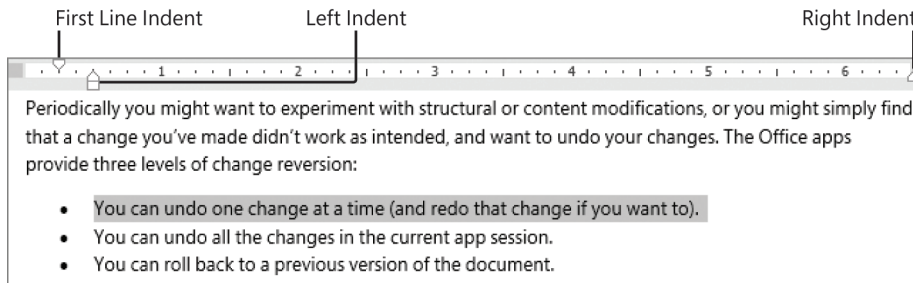 First Line Indent Left Indent Right Indent
1 2 3 4 5 6
Periodically you might want to experiment with structural or content modifications, or you might simply find
that a change you've made didn't work as intended, and want to undo your changes. The Office apps
provide three levels of change reversion:
• You can undo one change at a time (and redo that change if you want to).
• You can undo all the changes in the current app session.
• You can roll back to a previous version of the document.